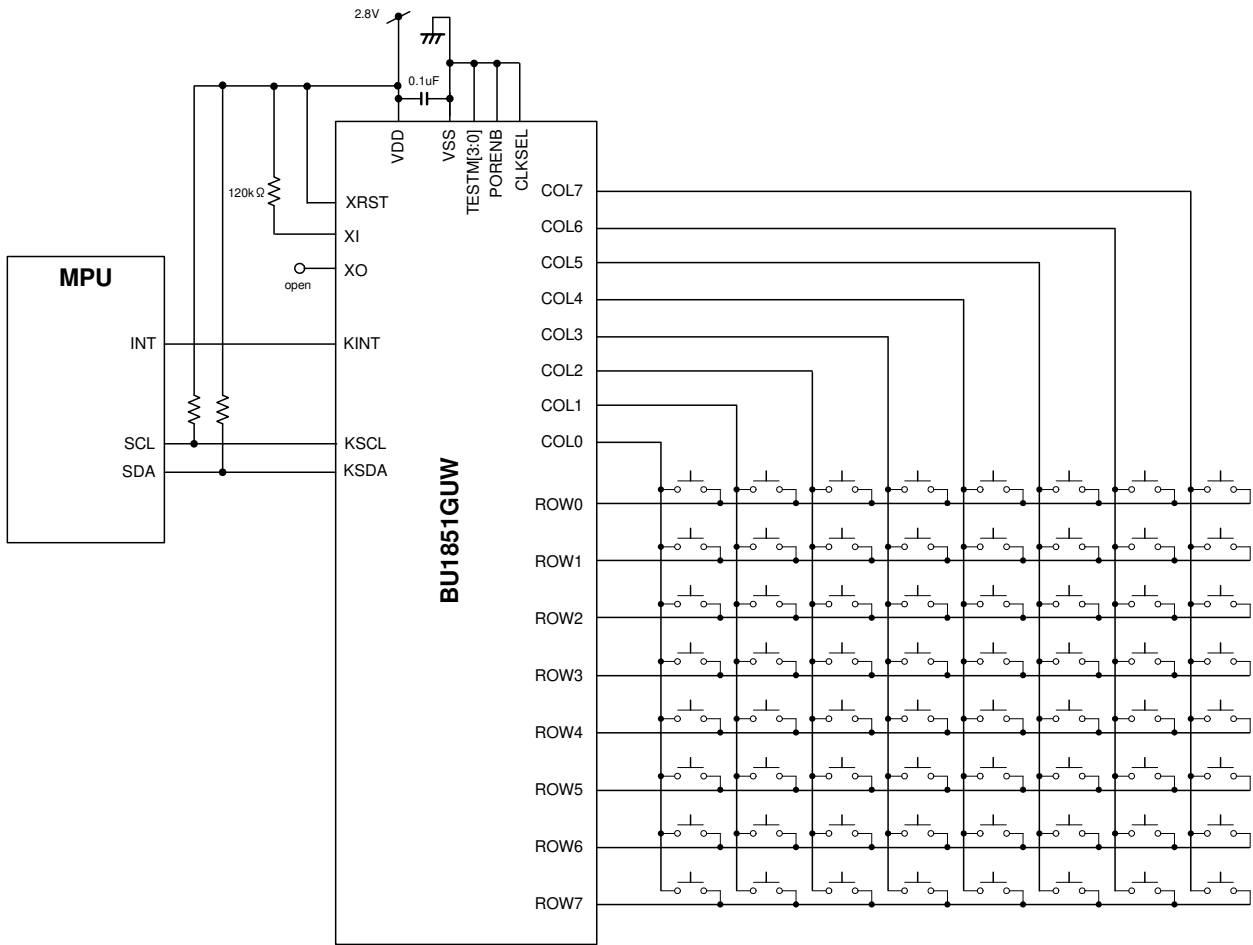 2.8V
0.1uF
VDD
VSS
TESTM[3:0]
PORENB
CLKSEL
120kΩ
XRST
XI
XO
open
MPU
INT
KINT
SCL
KSCL
SDA
KSDA
BU1851GUW
COL7
COL6
COL5
COL4
COL3
COL2
COL1
COL0
ROW0
ROW1
ROW2
ROW3
ROW4
ROW5
ROW6
ROW7